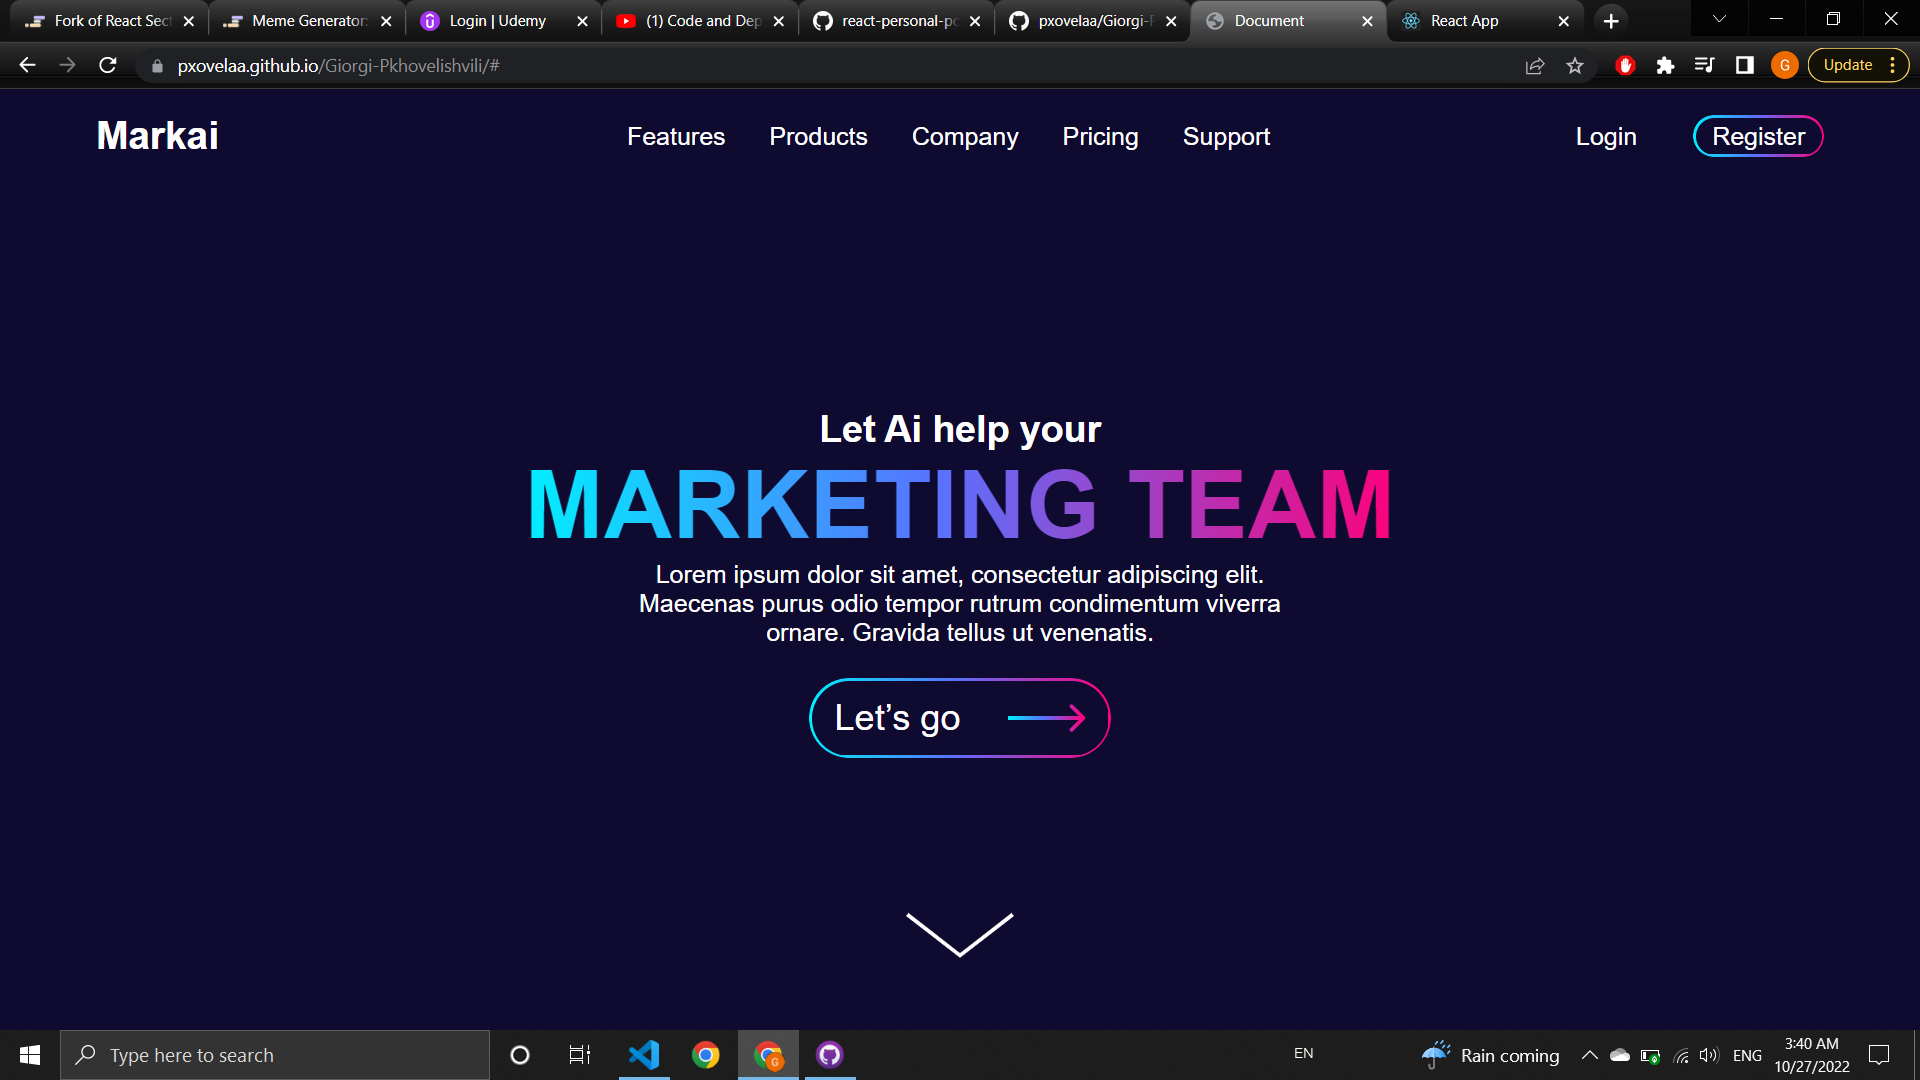 Fork of React Sect
Meme Generator:
Login | Udemy
(1) Code and Dep
react-personal-po
pxovelaa/Giorgi-P
Document
React App
pxovelaa.github.io/Giorgi-Pkhovelishvili/#
G
Update
Markai
Features
Products
Company
Pricing
Support
Login
Register
Let Ai help your
MARKETING TEAM
Lorem ipsum dolor sit amet, consectetur adipiscing elit.
Maecenas purus odio tempor rutrum condimentum viverra
ornare. Gravida tellus ut venenatis.
Let’s go
Type here to search
G
EN
Rain coming
ENG
3:40 AM
10/27/2022